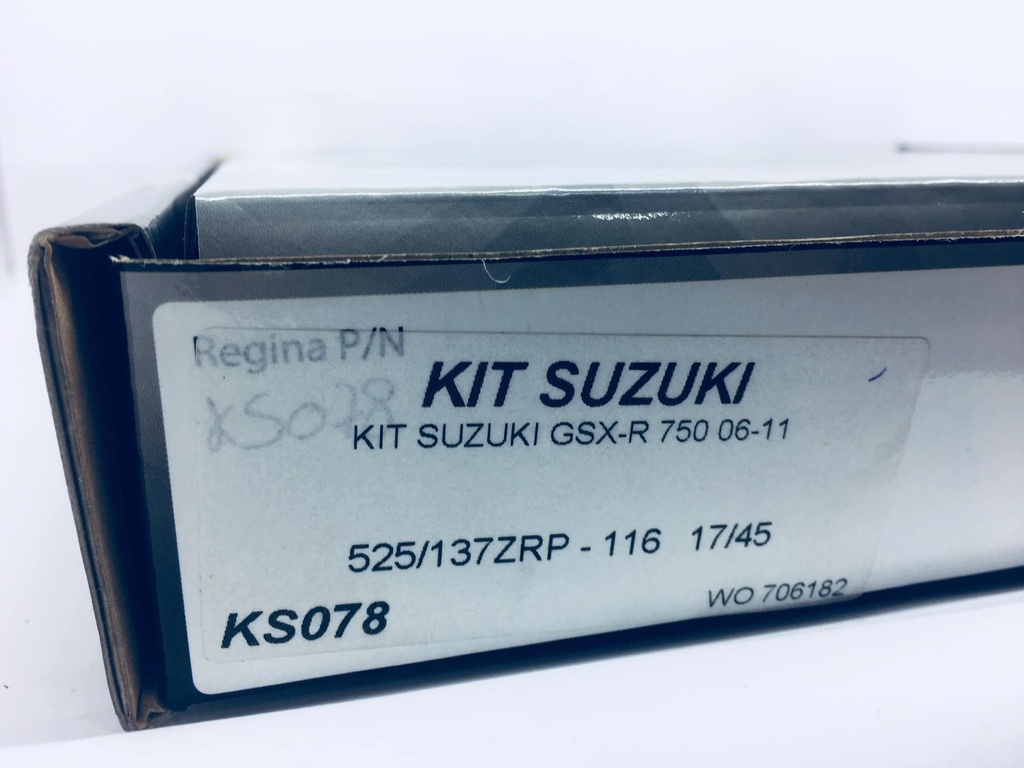 Regina P/N
KS078
KIT SUZUKI
KIT SUZUKI GSX-R 750 06-11
525/137ZRP - 116 17/45
WO 706182
KS078